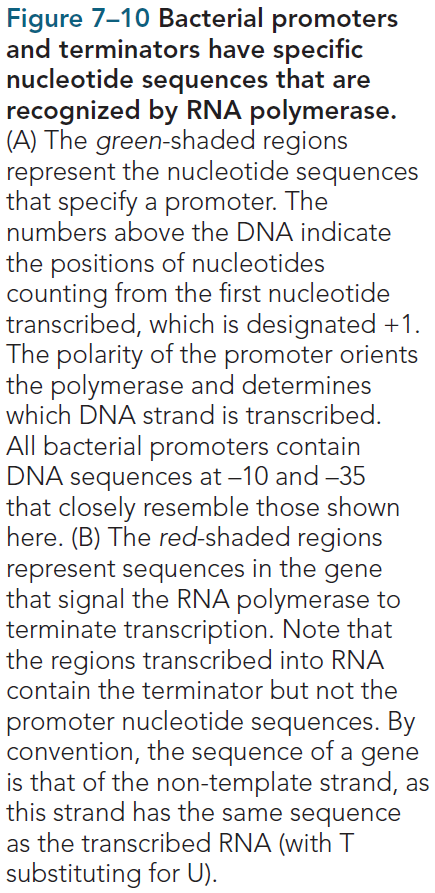 Figure 7–10 Bacterial promoters
and terminators have specific
nucleotide sequences that are
recognized by RNA polymerase.
(A) The green-shaded regions
represent the nucleotide sequences
that specify a promoter. The
numbers above the DNA indicate
the positions of nucleotides
counting from the first nucleotide
transcribed, which is designated +1.
The polarity of the promoter orients
the polymerase and determines
which DNA strand is transcribed.
All bacterial promoters contain
DNA sequences at –10 and –35
that closely resemble those shown
here. (B) The red-shaded regions
represent sequences in the gene
that signal the RNA polymerase to
terminate transcription. Note that
the regions transcribed into RNA
contain the terminator but not the
promoter nucleotide sequences. By
convention, the sequence of a gene
is that of the non-template strand, as
this strand has the same sequence
as the transcribed RNA (with T
substituting for U).